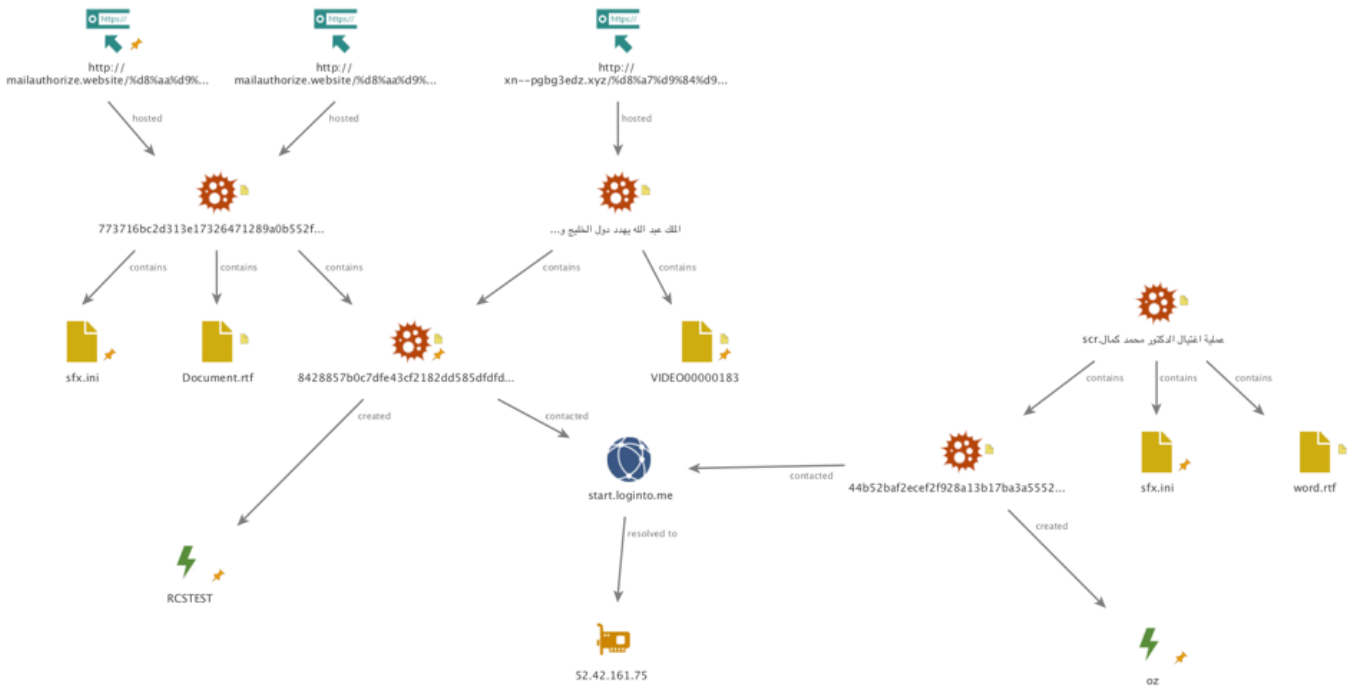 https://
https://
https://
http://
mailauthorize.website/%d8%aa%d9%...
http://
mailauthorize.website/%d8%aa%d9%...
http://
xn--pgbg3edz.xyz/%d8%a7%d9%84%d9...
hosted
hosted
hosted
773716bc2d313e17326471289a0b552f...
الملك عبد الله يهدد دول الخليج و...
contains
contains
contains
contains
contains
عملية اغتيال الدكتور محمد كمال.scr
sfx.ini
Document.rtf
8428857b0c7dfe43cf2182dd585dfdfd...
VIDEO00000183
contains
contains
contains
created
contacted
start.loginto.me
contacted
44b52baf2ecef2f928a13b17ba3a5552...
sfx.ini
word.rtf
resolved to
created
RCSTEST
52.42.161.75
oz